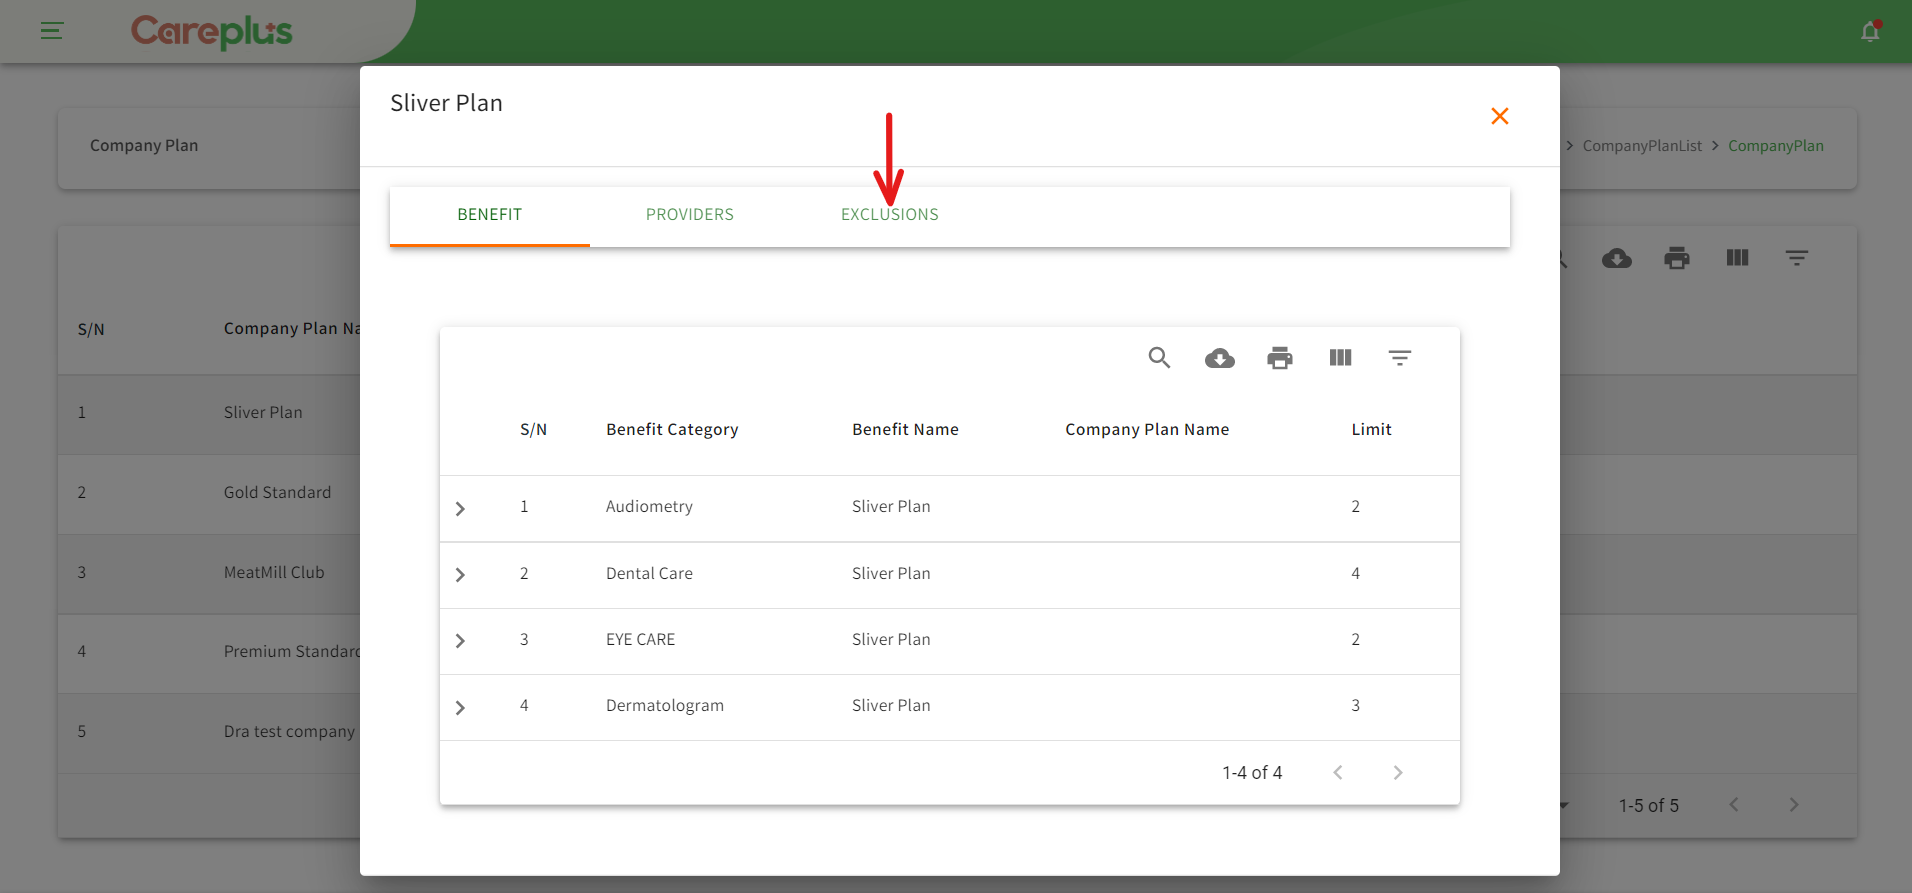 Careplus
Sliver Plan
Company Plan
CompanyPlanList
CompanyPlan
BENEFIT PROVIDERS EXCLUSIONS
S/N Company Plan Na
1 Sliver Plan
2 Gold Standard
3 MeatMill Club
4 Premium Standard
5 Dra test company
1-5 of 5
S/N Benefit Category Benefit Name Company Plan Name Limit
1 Audiometry Sliver Plan 2
2 Dental Care Sliver Plan 4
3 EYE CARE Sliver Plan 2
4 Dermatologram Sliver Plan 3
1-4 of 4